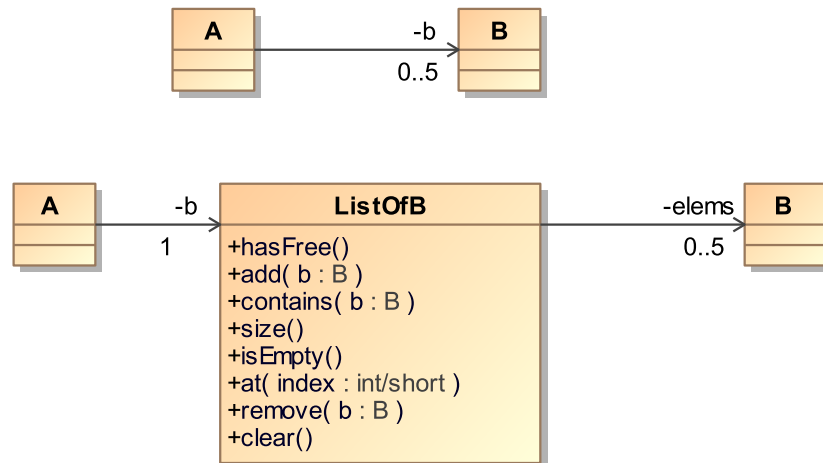 A -b B
0..5
A -b ListOfB -elems B
1 0..5
+hasFree()
+add( b : B )
+contains( b : B )
+size()
+isEmpty()
+at( index : int/short )
+remove( b : B )
+clear()